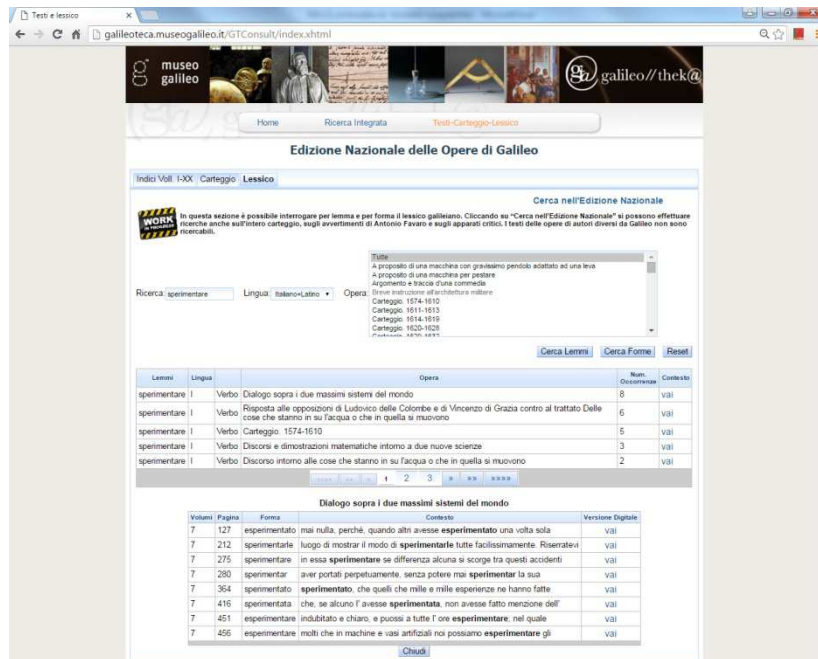 Testi e lessico
galileoteca.museogalileo.it/GTConsult/index.xhtml
museo
galileo
galileo//thek@
Home Ricerca Integrata Testi-Carteggio-Lessico
Edizione Nazionale delle Opere di Galileo
Indici Voll. I-XX Carteggio Lessico
Cerca nell'Edizione Nazionale
WORK
In questa sezione è possibile interrogare per lemma e per forma il lessico galileiano. Cliccando su "Cerca nell'Edizione Nazionale" si possono effettuare
ricerche anche sull'intero carteggio, sugli avvertimenti di Antonio Favaro e sugli apparati critici. I testi delle opere di autori diversi da Galileo non sono
ricercabili.
Tutte
A proposito di una macchina con gravissimo pendolo adattato ad una leva
A proposito di una macchina per pestare
Argomento e traccia d'una commedia
Ricerca: sperimentare Lingua: Italiano+Latino Opera: Breve instruzione all'architettura militare
Carteggio. 1574-1610
Carteggio. 1611-1613
Carteggio. 1614-1619
Carteggio. 1620-1628
Cerca Lemmi Cerca Forme Reset
Lemmi Lingua Opera Num. Occorrenze Contesto
sperimentare I Verbo Dialogo sopra i due massimi sistemi del mondo 8 vai
sperimentare I Verbo Risposta alle opposizioni di Ludovico delle Colombe e di Vincenzo di Grazia contro al trattato Delle
cose che stanno in su l'acqua o che in quella si muovono 6 vai
sperimentare I Verbo Carteggio. 1574-1610 5 vai
sperimentare I Verbo Discorsi e dimostrazioni matematiche intorno a due nuove scienze 3 vai
sperimentare I Verbo Discorso intorno alle cose che stanno in su l'acqua o che in quella si muovono 2 vai
1 2 3 » »» »»»»
Dialogo sopra i due massimi sistemi del mondo
Volumi Pagina Forma Contesto Versione Digitale
7 127 esperimentato mai nulla, perchè, quando altri avesse esperimentato una volta sola vai
7 212 sperimentarle luogo di mostrar il modo di sperimentarle tutte facilissimamente. Riserratevi vai
7 275 sperimentare in essa sperimentare se differenza alcuna si scorge tra questi accidenti vai
7 280 sperimentar aver portati perpetuamente, senza potere mai sperimentar la sua vai
7 364 sperimentato sperimentato, che quelli che mille e mille esperienze ne hanno fatte vai
7 416 sperimentata che, se alcuno l' avesse sperimentata, non avesse fatto menzione dell' vai
7 451 esperimentare indubitato e chiaro, e puossi a tutte l' ore esperimentare, nel quale vai
7 456 esperimentare molti che in machine e vasi artifiziali noi possiamo esperimentare gli vai
Chiudi